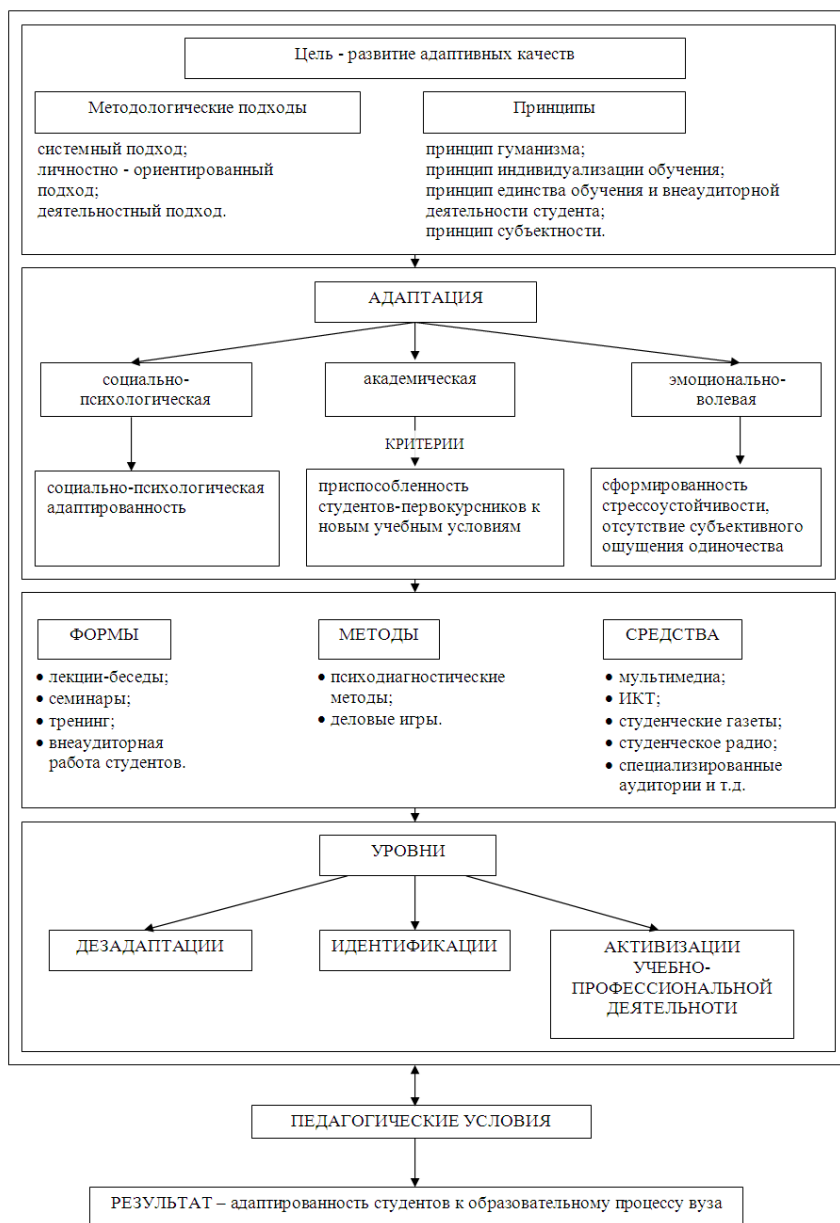 Цель - развитие адаптивных качеств
Методологические подходы
системный подход;
личностно - ориентированный
подход;
деятельностный подход.
Принципы
принцип гуманизма;
принцип индивидуализации обучения;
принцип единства обучения и внеаудиторной
деятельности студента;
принцип субъектности.
АДАПТАЦИЯ
социально-
психологическая
академическая
эмоционально-
волевая
КРИТЕРИИ
социально-психологическая
адаптированность
приспособленность
студентов-первокурсников к
новым учебным условиям
сформированность
стрессоустойчивости,
отсутствие субъективного
ощушения одиночества
ФОРМЫ
• лекции-беседы;
• семинары;
• тренинг;
• внеаудиторная
работа студентов.
МЕТОДЫ
• психодиагностические
методы;
• деловые игры.
СРЕДСТВА
• мультимедиа;
• ИКТ;
• студенческие газеты;
• студенческое радио;
• специализированные
аудитории и т.д.
УРОВНИ
ДЕЗАДАПТАЦИИ
ИДЕНТИФИКАЦИИ
АКТИВИЗАЦИИ
УЧЕБНО-
ПРОФЕССИОНАЛЬНОЙ
ДЕЯТЕЛЬНОТИ
ПЕДАГОГИЧЕСКИЕ УСЛОВИЯ
РЕЗУЛЬТАТ – адаптированность студентов к образовательному процессу вуза